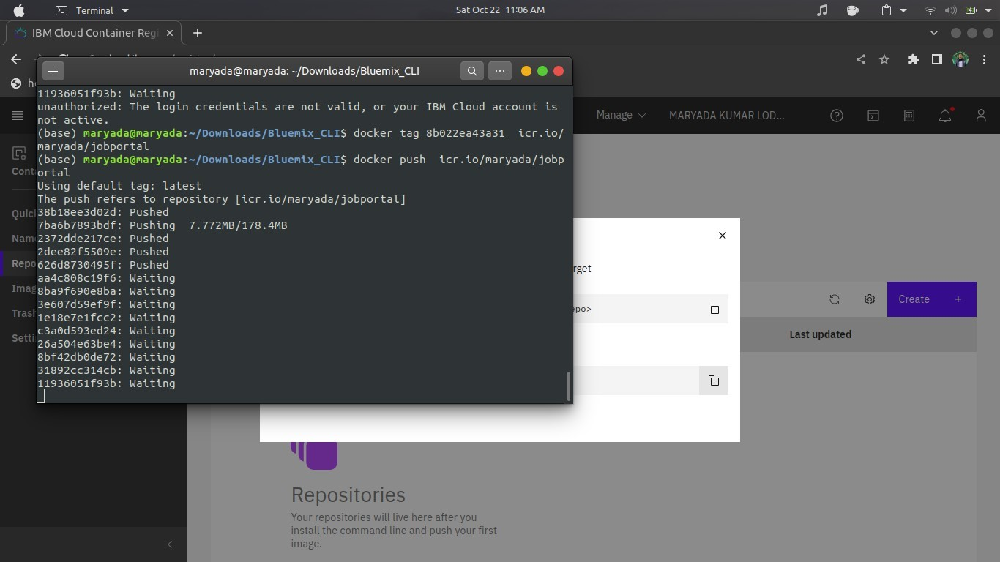 Terminal
Sat Oct 22 11:06 AM
IBM Cloud Container Reg
maryada@maryada: ~/Downloads/Bluemix_CLI
11936051f93b: Waiting
unauthorized: The login credentials are not valid, or your IBM Cloud account is
not active.
(base) maryada@maryada:~/Downloads/Bluemix_CLI$ docker tag 8b022ea43a31  icr.io/
maryada/jobportal
(base) maryada@maryada:~/Downloads/Bluemix_CLI$ docker push  icr.io/maryada/jobp
ortal
Using default tag: latest
The push refers to repository [icr.io/maryada/jobportal]
38b18ee3d02d: Pushed
7ba6b7893bdf: Pushing  7.772MB/178.4MB
2372dde217ce: Pushed
2dee82f5509e: Pushed
626d8730495f: Pushed
aa4c808c19f6: Waiting
8ba9f690e8ba: Waiting
3e607d59ef9f: Waiting
1e18e7e1fcc2: Waiting
c3a0d593ed24: Waiting
26a504e63be4: Waiting
8bf42db0de72: Waiting
31892cc314cb: Waiting
11936051f93b: Waiting
Manage
MARYADA KUMAR LOD...
Cont
Quic
Nam
Repo
Imag
Tras
Setti
rget
epo>
Create +
Last updated
Repositories
Your repositories will live here after you
install the command line and push your first
image.